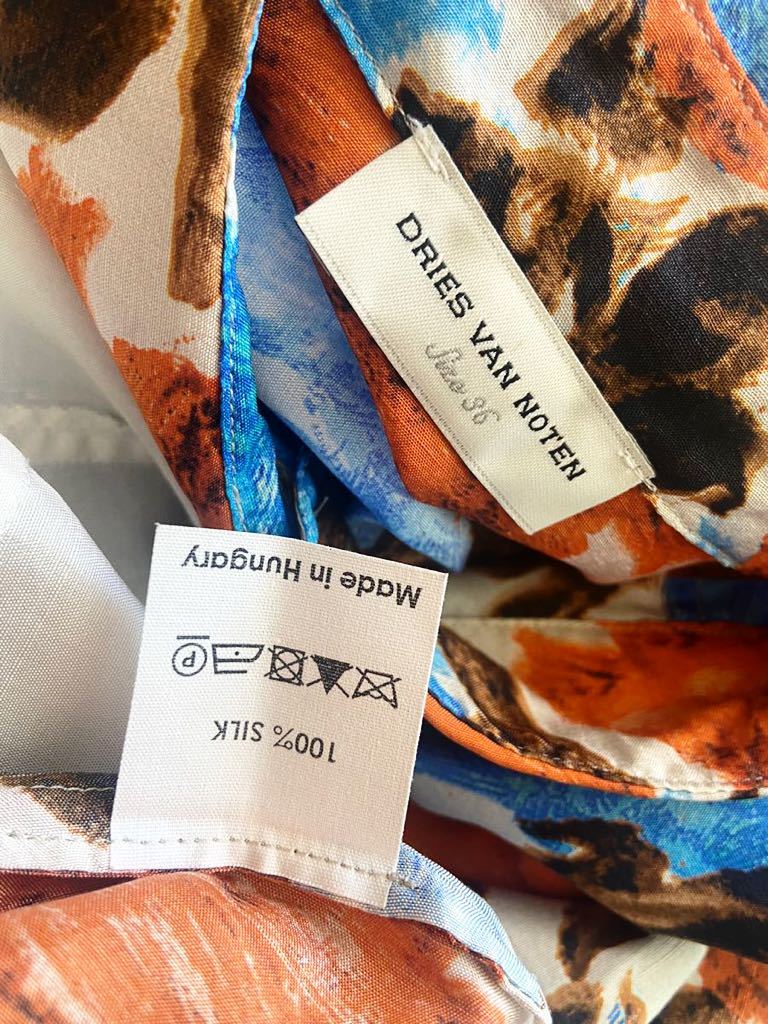 DRIES VAN NOTEN
Size 36
100% SILK
P
Made in Hungary